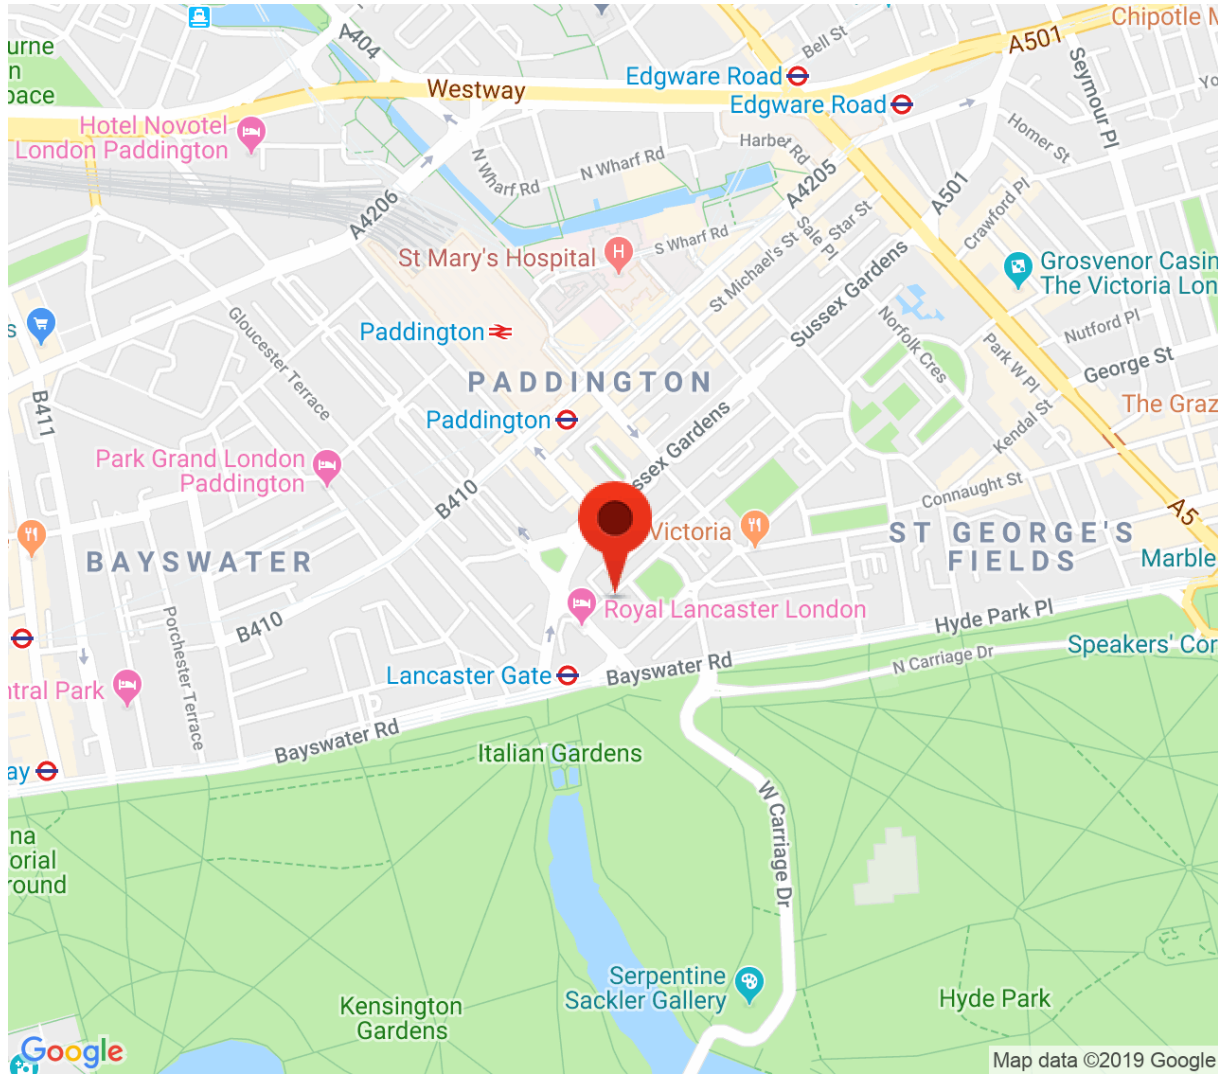 Chipotle M
urne
n
pace
A404
Bell St
A501
Edgware Road
Seymour Pl
Westway
Edgware Road
Yo
Hotel Novotel
London Paddington
Homer St
N Wharf Rd
N Wharf Rd
Harbet Rd
A4205
A501
Crawford Pl
A4206
Star St
Sale Pl
S Wharf Rd
St Mary's Hospital
St Michael's St
Sussex Gardens
Grosvenor Casin
The Victoria Lon
s
Paddington
Gloucester Terrace
Norfolk Cres
Nutford Pl
Park W Pl
George St
PADDINGTON
B411
Paddington
The Graz
Kendal St
ssex Gardens
Park Grand London
Paddington
B410
Connaught St
A5
Victoria
ST GEORGE'S
FIELDS
BAYSWATER
Marble
Royal Lancaster London
Hyde Park Pl
B410
Porchester Terrace
Speakers' Cor
N Carriage Dr
Lancaster Gate
Bayswater Rd
ntral Park
Bayswater Rd
Italian Gardens
ay
W Carriage Dr
na
orial
round
Serpentine
Sackler Gallery
Kensington
Gardens
Hyde Park
Google
Map data ©2019 Google